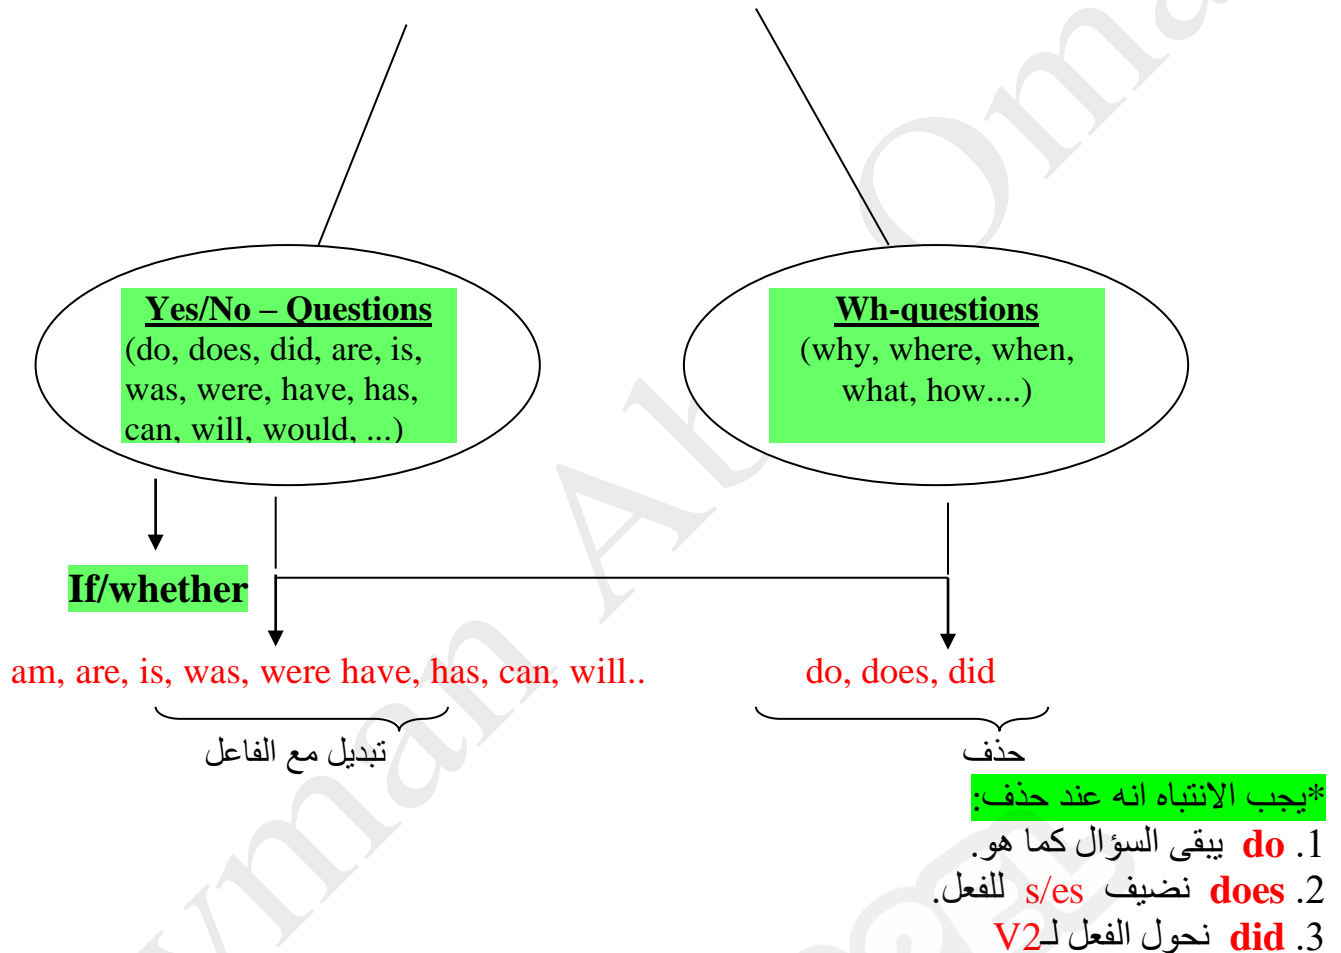 Yes/No – Questions
(do, does, did, are, is,
was, were, have, has,
can, will, would, ...)
Wh-questions
(why, where, when,
what, how....)
If/whether
am, are, is, was, were have, has, can, will..
do, does, did
تبديل مع الفاعل
حذف
*يجب الانتباه انه عند حذف:
1. do يبقى السؤال كما هو.
2. does نضيف s/es للفعل.
3. did نحول الفعل لـV2